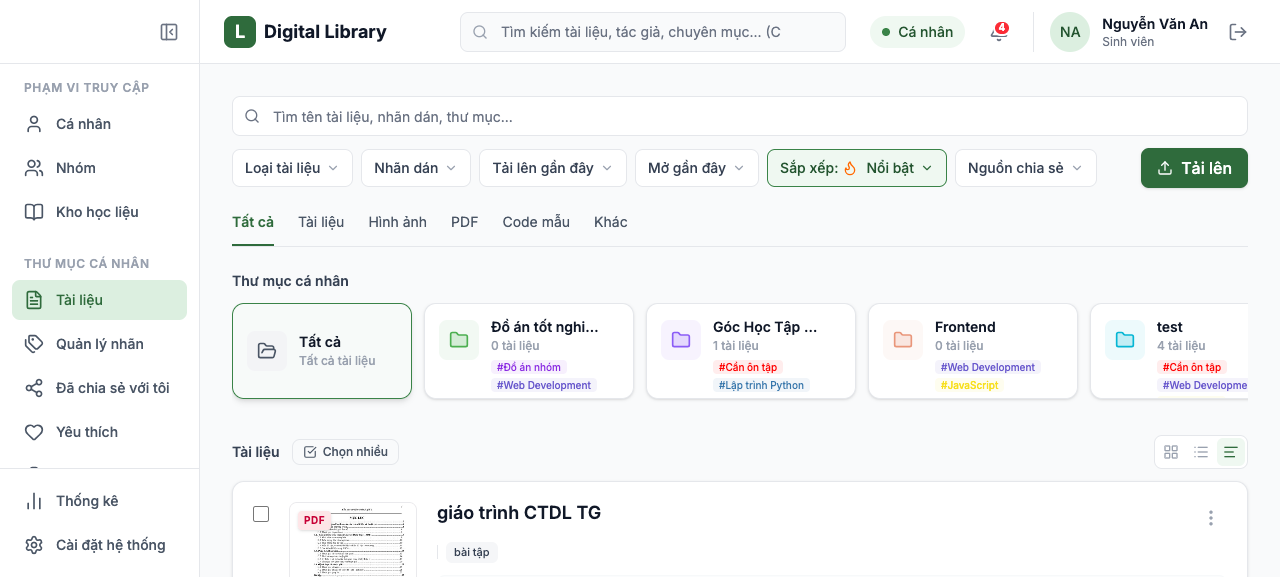 L Digital Library
Tìm kiếm tài liệu, tác giả, chuyên mục... (C
Cá nhân
4
NA
Nguyễn Văn An
Sinh viên
PHẠM VI TRUY CẬP
Cá nhân
Nhóm
Kho học liệu
THƯ MỤC CÁ NHÂN
Tài liệu
Quản lý nhãn
Đã chia sẻ với tôi
Yêu thích
Thống kê
Cài đặt hệ thống
Tìm tên tài liệu, nhãn dán, thư mục...
Loại tài liệu
Nhãn dán
Tải lên gần đây
Mở gần đây
Sắp xếp: Nổi bật
Nguồn chia sẻ
Tải lên
Tất cả
Tài liệu
Hình ảnh
PDF
Code mẫu
Khác
Thư mục cá nhân
Tất cả
Tất cả tài liệu
Đồ án tốt nghi...
0 tài liệu
#Đồ án nhóm
#Web Development
Góc Học Tập ...
1 tài liệu
#Cần ôn tập
#Lập trình Python
Frontend
0 tài liệu
#Web Development
#JavaScript
test
4 tài liệu
#Cần ôn tập
#Web Developme
Tài liệu
Chọn nhiều
PDF
giáo trình CTDL TG
bài tập